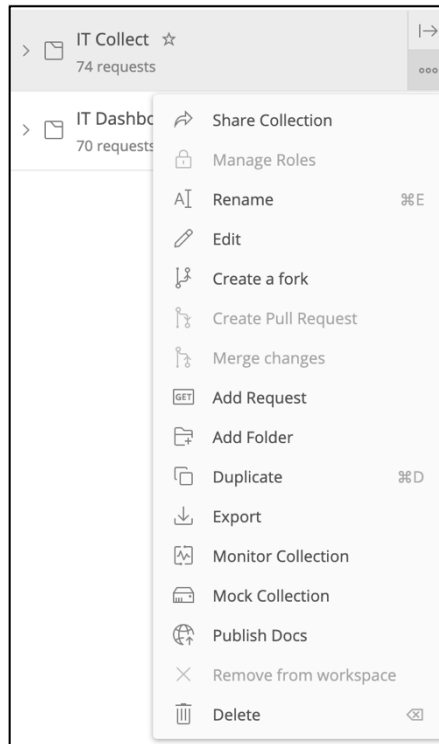 IT Collect
74 requests
IT Dashbo
70 requests
Share Collection
Manage Roles
AI Rename ⌘E
Edit
Create a fork
Create Pull Request
Merge changes
GET Add Request
Add Folder
Duplicate ⌘D
Export
Monitor Collection
Mock Collection
Publish Docs
Remove from workspace
Delete